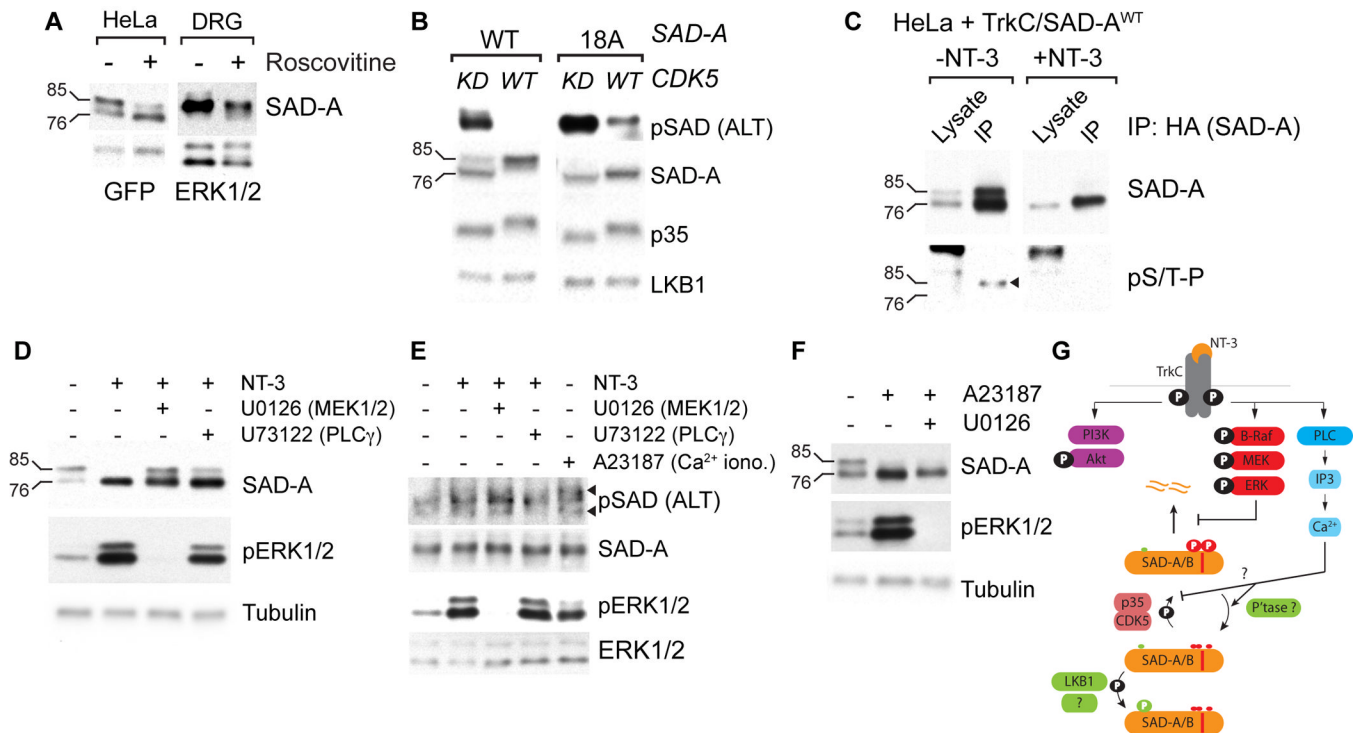 A
HeLa DRG
- + - + Roscovitine
85
76
SAD-A
GFP ERK1/2
B
WT 18A SAD-A
KD WT KD WT CDK5
pSAD (ALT)
85
76
SAD-A
p35
LKB1
C
HeLa + TrkC/SAD-A^WT
-NT-3 +NT-3
Lysate IP Lysate IP IP: HA (SAD-A)
85
76
SAD-A
85
76
pS/T-P
D
- + + + NT-3
- - + - U0126 (MEK1/2)
- - - + U73122 (PLCγ)
85
76
SAD-A
pERK1/2
Tubulin
E
- + + + - NT-3
- - + - - U0126 (MEK1/2)
- - - + - U73122 (PLCγ)
- - - - + A23187 (Ca²⁺ iono.)
pSAD (ALT)
SAD-A
pERK1/2
ERK1/2
F
- + + A23187
- - + U0126
85
76
SAD-A
pERK1/2
Tubulin
G
NT-3
TrkC
P P
PI3K P B-Raf PLC
P Akt P MEK IP3
P ERK
Ca²⁺
P P
SAD-A/B
?
p35
CDK5
P
P'tase ?
SAD-A/B
LKB1
?
P
P
SAD-A/B